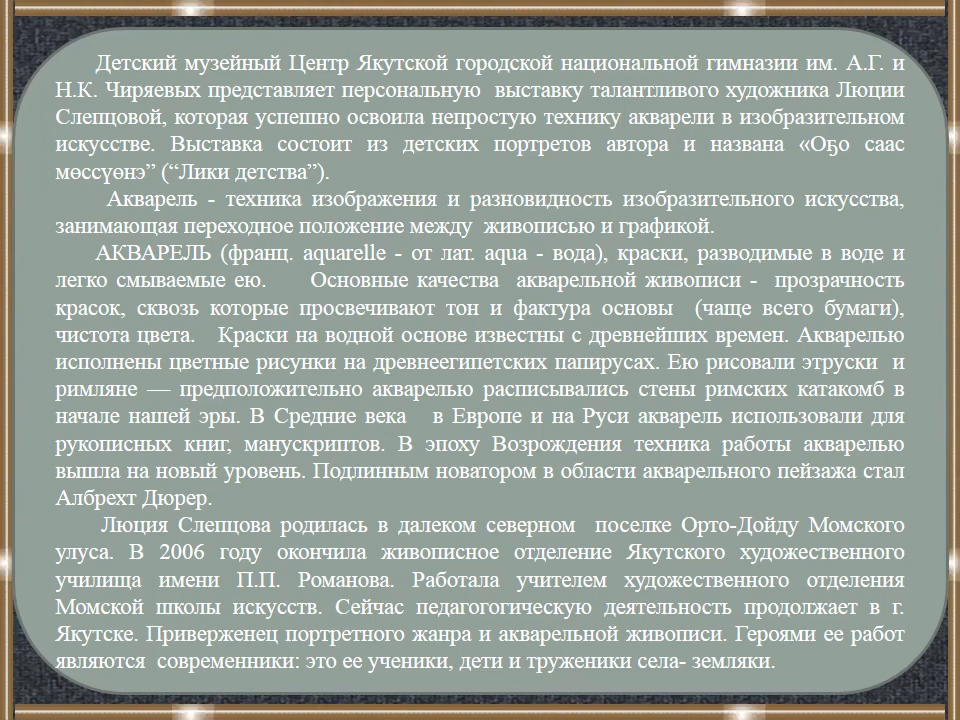 Детский музейный Центр Якутской городской национальной гимназии им. А.Г. и
Н.К. Чиряевых представляет персональную выставку талантливого художника Люции
Слепцовой, которая успешно освоила непростую технику акварели в изобразительном
искусстве. Выставка состоит из детских портретов автора и названа «Оҕо саас
мөссүөнэ” (“Лики детства”).
Акварель - техника изображения и разновидность изобразительного искусства,
занимающая переходное положение между живописью и графикой.
АКВАРЕЛЬ (франц. aquarelle - от лат. aqua - вода), краски, разводимые в воде и
легко смываемые ею. Основные качества акварельной живописи - прозрачность
красок, сквозь которые просвечивают тон и фактура основы (чаще всего бумаги),
чистота цвета. Краски на водной основе известны с древнейших времен. Акварелью
исполнены цветные рисунки на древнеегипетских папирусах. Ею рисовали этруски и
римляне — предположительно акварелью расписывались стены римских катакомб в
начале нашей эры. В Средние века в Европе и на Руси акварель использовали для
рукописных книг, манускриптов. В эпоху Возрождения техника работы акварелью
вышла на новый уровень. Подлинным новатором в области акварельного пейзажа стал
Албрехт Дюрер.
Люция Слепцова родилась в далеком северном поселке Орто-Дойду Момского
улуса. В 2006 году окончила живописное отделение Якутского художественного
училища имени П.П. Романова. Работала учителем художественного отделения
Момской школы искусств. Сейчас педагогогическую деятельность продолжает в г.
Якутске. Приверженец портретного жанра и акварельной живописи. Героями ее работ
являются современники: это ее ученики, дети и труженики села- земляки.